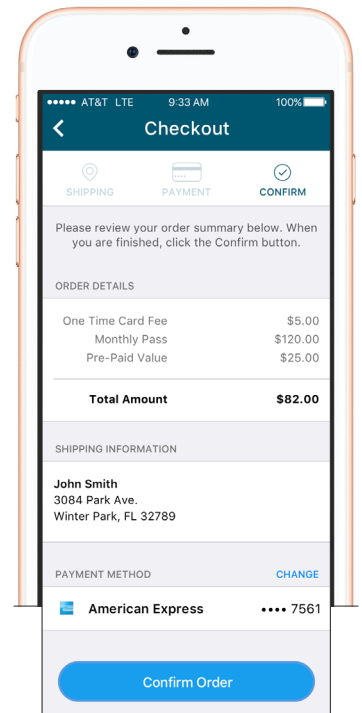 ●●●●● AT&T LTE 9:33 AM 100%
Checkout
SHIPPING PAYMENT CONFIRM
Please review your order summary below. When
you are finished, click the Confirm button.
ORDER DETAILS
One Time Card Fee $5.00
Monthly Pass $120.00
Pre-Paid Value $25.00
Total Amount $82.00
SHIPPING INFORMATION
John Smith
3084 Park Ave.
Winter Park, FL 32789
PAYMENT METHOD CHANGE
American Express •••• 7561
Confirm Order